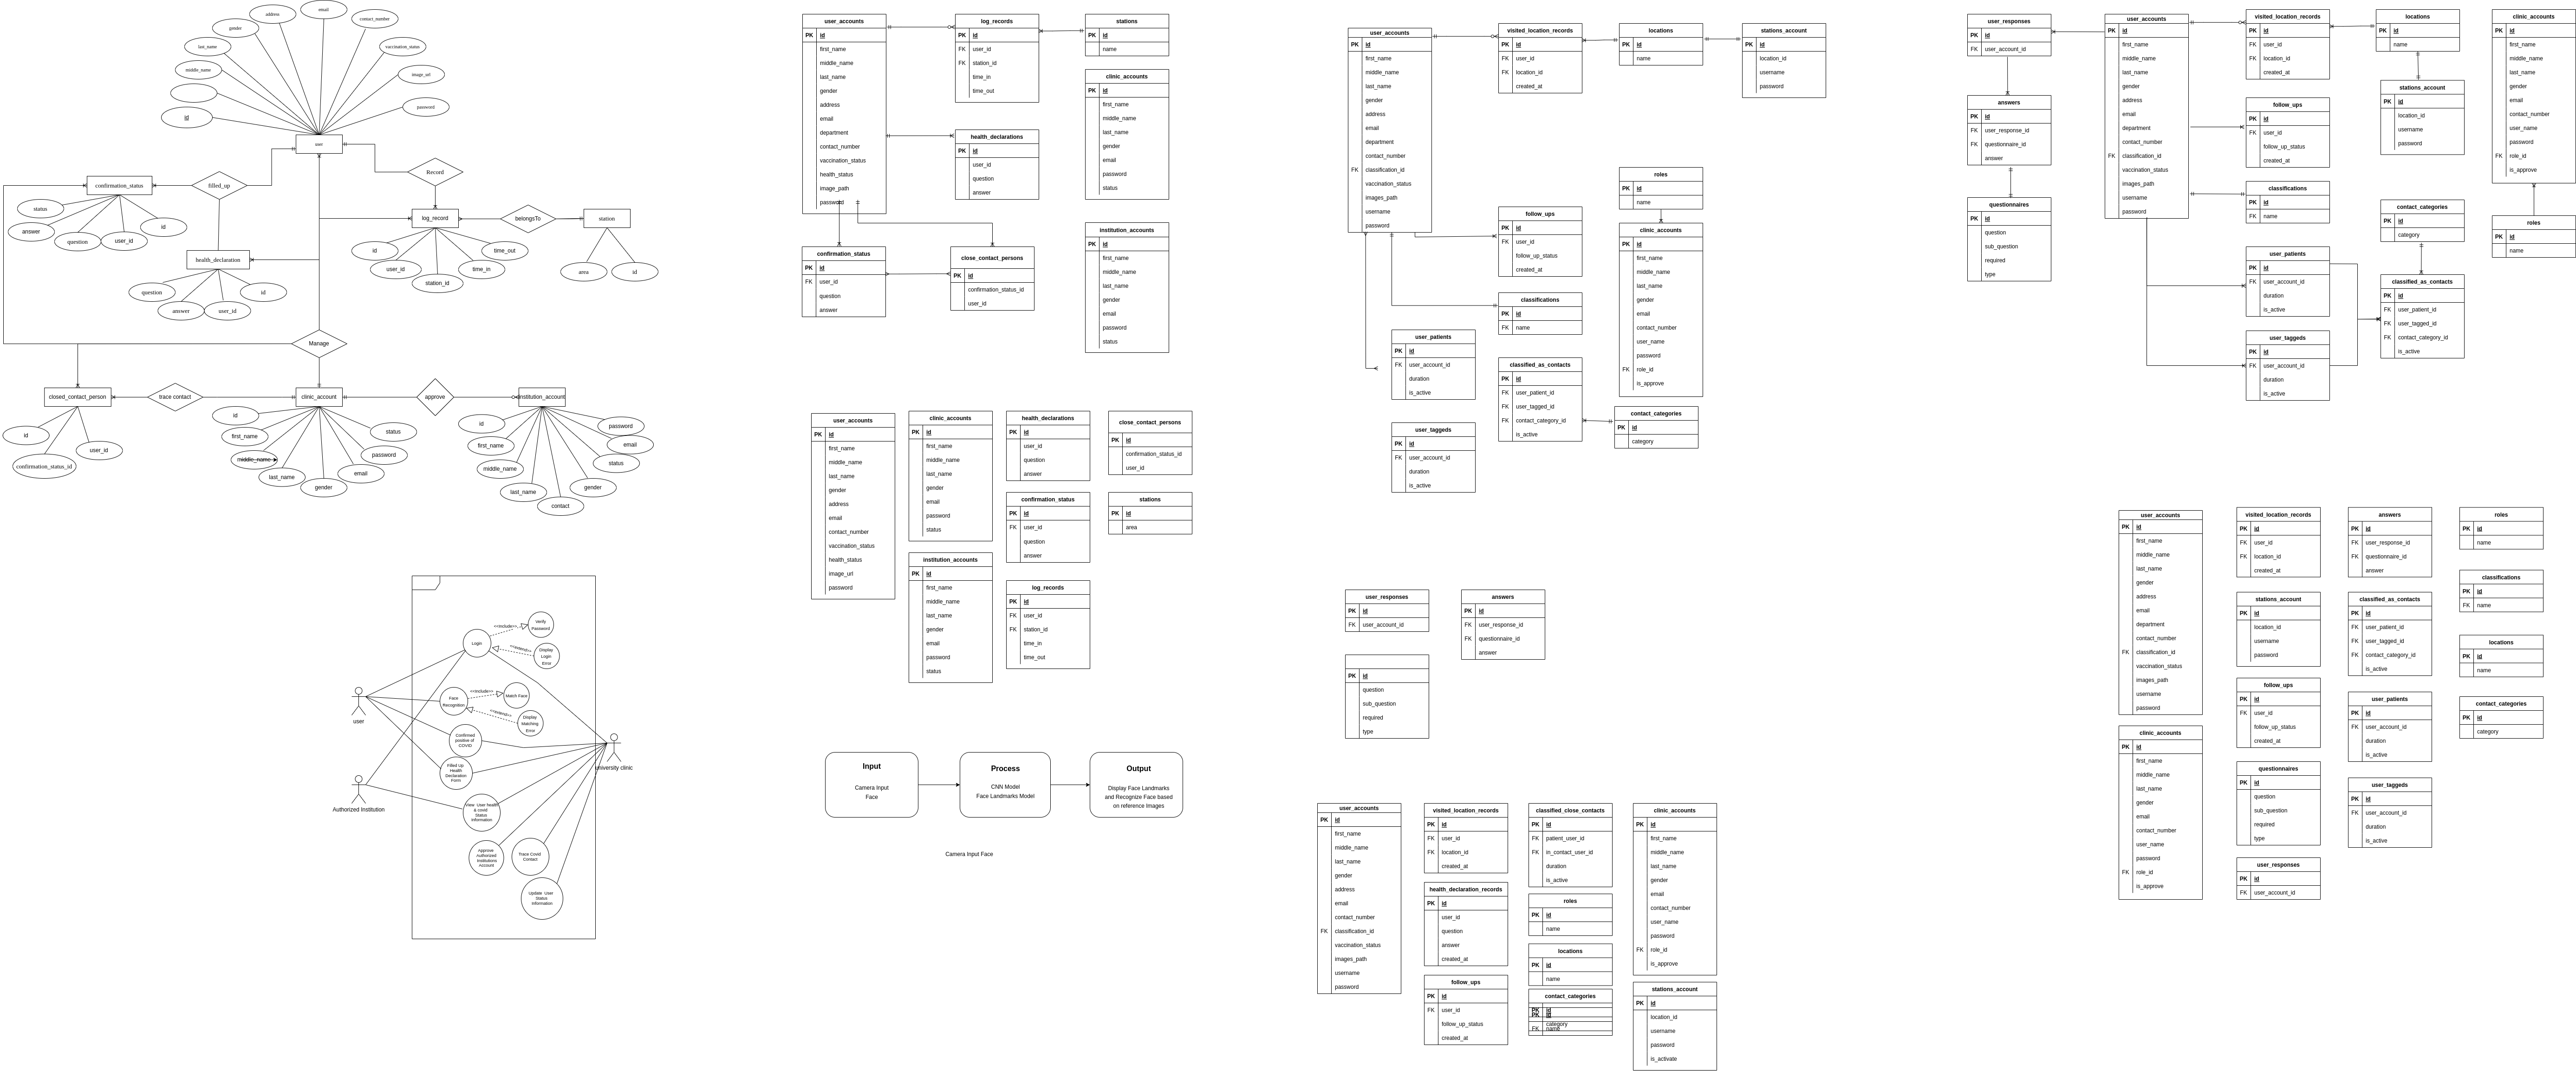 email
address
contact_number
gender
last_name
vaccination_status
middle_name
image_url
password
id
user
Record
confirmation_status
filled_up
status
answer
question
user_id
id
log_record
belongsTo
station
id
user_id
station_id
time_in
time_out
area
id
health_declaration
question
answer
user_id
id
Manage
closed_contact_person
trace contact
clinic_account
approve
institution_account
id
user_id
confirmation_status_id
id
first_name
middle_name
last_name
gender
email
password
status
id
first_name
middle_name
last_name
contact
gender
status
email
password
Login
<<include>>
Verify
Password
<<extend>>
Display
Login
Error
Face
Recognition
<<include>>
Match Face
<<extend>>
Display
Matching
Error
Confirmed
positive of
COVID
Filled Up
Health
Declaration
Form
View User health
& covid
Status
Information
Approve
Authorized
Institutions
Account
Trace Covid
Contact
Update User
Status
Information
user
Authorized Institution
university clinic
user_accounts
PK id
first_name
middle_name
last_name
gender
address
email
department
contact_number
vaccination_status
health_status
image_path
password
log_records
PK id
FK user_id
FK station_id
time_in
time_out
stations
PK id
name
clinic_accounts
PK id
first_name
middle_name
last_name
gender
email
password
status
health_declarations
PK id
user_id
question
answer
confirmation_status
PK id
FK user_id
question
answer
close_contact_persons
PK id
confirmation_status_id
user_id
institution_accounts
PK id
first_name
middle_name
last_name
gender
email
password
status
user_accounts
PK id
first_name
middle_name
last_name
gender
address
email
contact_number
vaccination_status
health_status
image_url
password
clinic_accounts
PK id
first_name
middle_name
last_name
gender
email
password
status
institution_accounts
PK id
first_name
middle_name
last_name
gender
email
password
status
health_declarations
PK id
user_id
question
answer
confirmation_status
PK id
FK user_id
question
answer
log_records
PK id
FK user_id
FK station_id
time_in
time_out
close_contact_persons
PK id
confirmation_status_id
user_id
stations
PK id
area
Input
Camera Input
Face
Process
CNN Model
Face Landmarks Model
Output
Display Face Landmarks
and Recognize Face based
on reference Images
Camera Input Face
user_accounts
PK id
first_name
middle_name
last_name
gender
address
email
department
contact_number
FK classification_id
vaccination_status
images_path
username
password
visited_location_records
PK id
FK user_id
FK location_id
created_at
locations
PK id
name
stations_account
PK id
location_id
username
password
roles
PK id
name
follow_ups
PK id
FK user_id
follow_up_status
created_at
clinic_accounts
PK id
first_name
middle_name
last_name
gender
email
contact_number
user_name
password
FK role_id
is_approve
classifications
PK id
FK name
user_patients
PK id
FK user_account_id
duration
is_active
classified_as_contacts
PK id
FK user_patient_id
FK user_tagged_id
FK contact_category_id
is_active
contact_categories
PK id
category
user_taggeds
PK id
FK user_account_id
duration
is_active
user_responses
PK id
FK user_account_id
answers
PK id
FK user_response_id
FK questionnaire_id
answer
PK id
question
sub_question
required
type
user_accounts
PK id
first_name
middle_name
last_name
gender
address
email
contact_number
FK classification_id
vaccination_status
images_path
username
password
visited_location_records
PK id
FK user_id
FK location_id
created_at
health_declaration_records
PK id
user_id
question
answer
created_at
follow_ups
PK id
FK user_id
follow_up_status
created_at
classified_close_contacts
PK id
FK patient_user_id
FK in_contact_user_id
duration
is_active
roles
PK id
name
locations
PK id
name
contact_categories
PK id
PK id
category
FK name
clinic_accounts
PK id
first_name
middle_name
last_name
gender
email
contact_number
user_name
password
FK role_id
is_approve
stations_account
PK id
location_id
username
password
is_activate
user_responses
PK id
FK user_account_id
answers
PK id
FK user_response_id
FK questionnaire_id
answer
questionnaires
PK id
question
sub_question
required
type
user_accounts
PK id
first_name
middle_name
last_name
gender
address
email
department
contact_number
FK classification_id
vaccination_status
images_path
username
password
visited_location_records
PK id
FK user_id
FK location_id
created_at
follow_ups
PK id
FK user_id
follow_up_status
created_at
classifications
PK id
FK name
user_patients
PK id
FK user_account_id
duration
is_active
user_taggeds
PK id
FK user_account_id
duration
is_active
locations
PK id
name
stations_account
PK id
location_id
username
password
contact_categories
PK id
category
classified_as_contacts
PK id
FK user_patient_id
FK user_tagged_id
FK contact_category_id
is_active
clinic_accounts
PK id
first_name
middle_name
last_name
gender
email
contact_number
user_name
password
FK role_id
is_approve
roles
PK id
name
user_accounts
PK id
first_name
middle_name
last_name
gender
address
email
department
contact_number
FK classification_id
vaccination_status
images_path
username
password
clinic_accounts
PK id
first_name
middle_name
last_name
gender
email
contact_number
user_name
password
FK role_id
is_approve
visited_location_records
PK id
FK user_id
FK location_id
created_at
stations_account
PK id
location_id
username
password
follow_ups
PK id
FK user_id
follow_up_status
created_at
questionnaires
PK id
question
sub_question
required
type
user_responses
PK id
FK user_account_id
answers
PK id
FK user_response_id
FK questionnaire_id
answer
classified_as_contacts
PK id
FK user_patient_id
FK user_tagged_id
FK contact_category_id
is_active
user_patients
PK id
FK user_account_id
duration
is_active
user_taggeds
PK id
FK user_account_id
duration
is_active
roles
PK id
name
classifications
PK id
FK name
locations
PK id
name
contact_categories
PK id
category